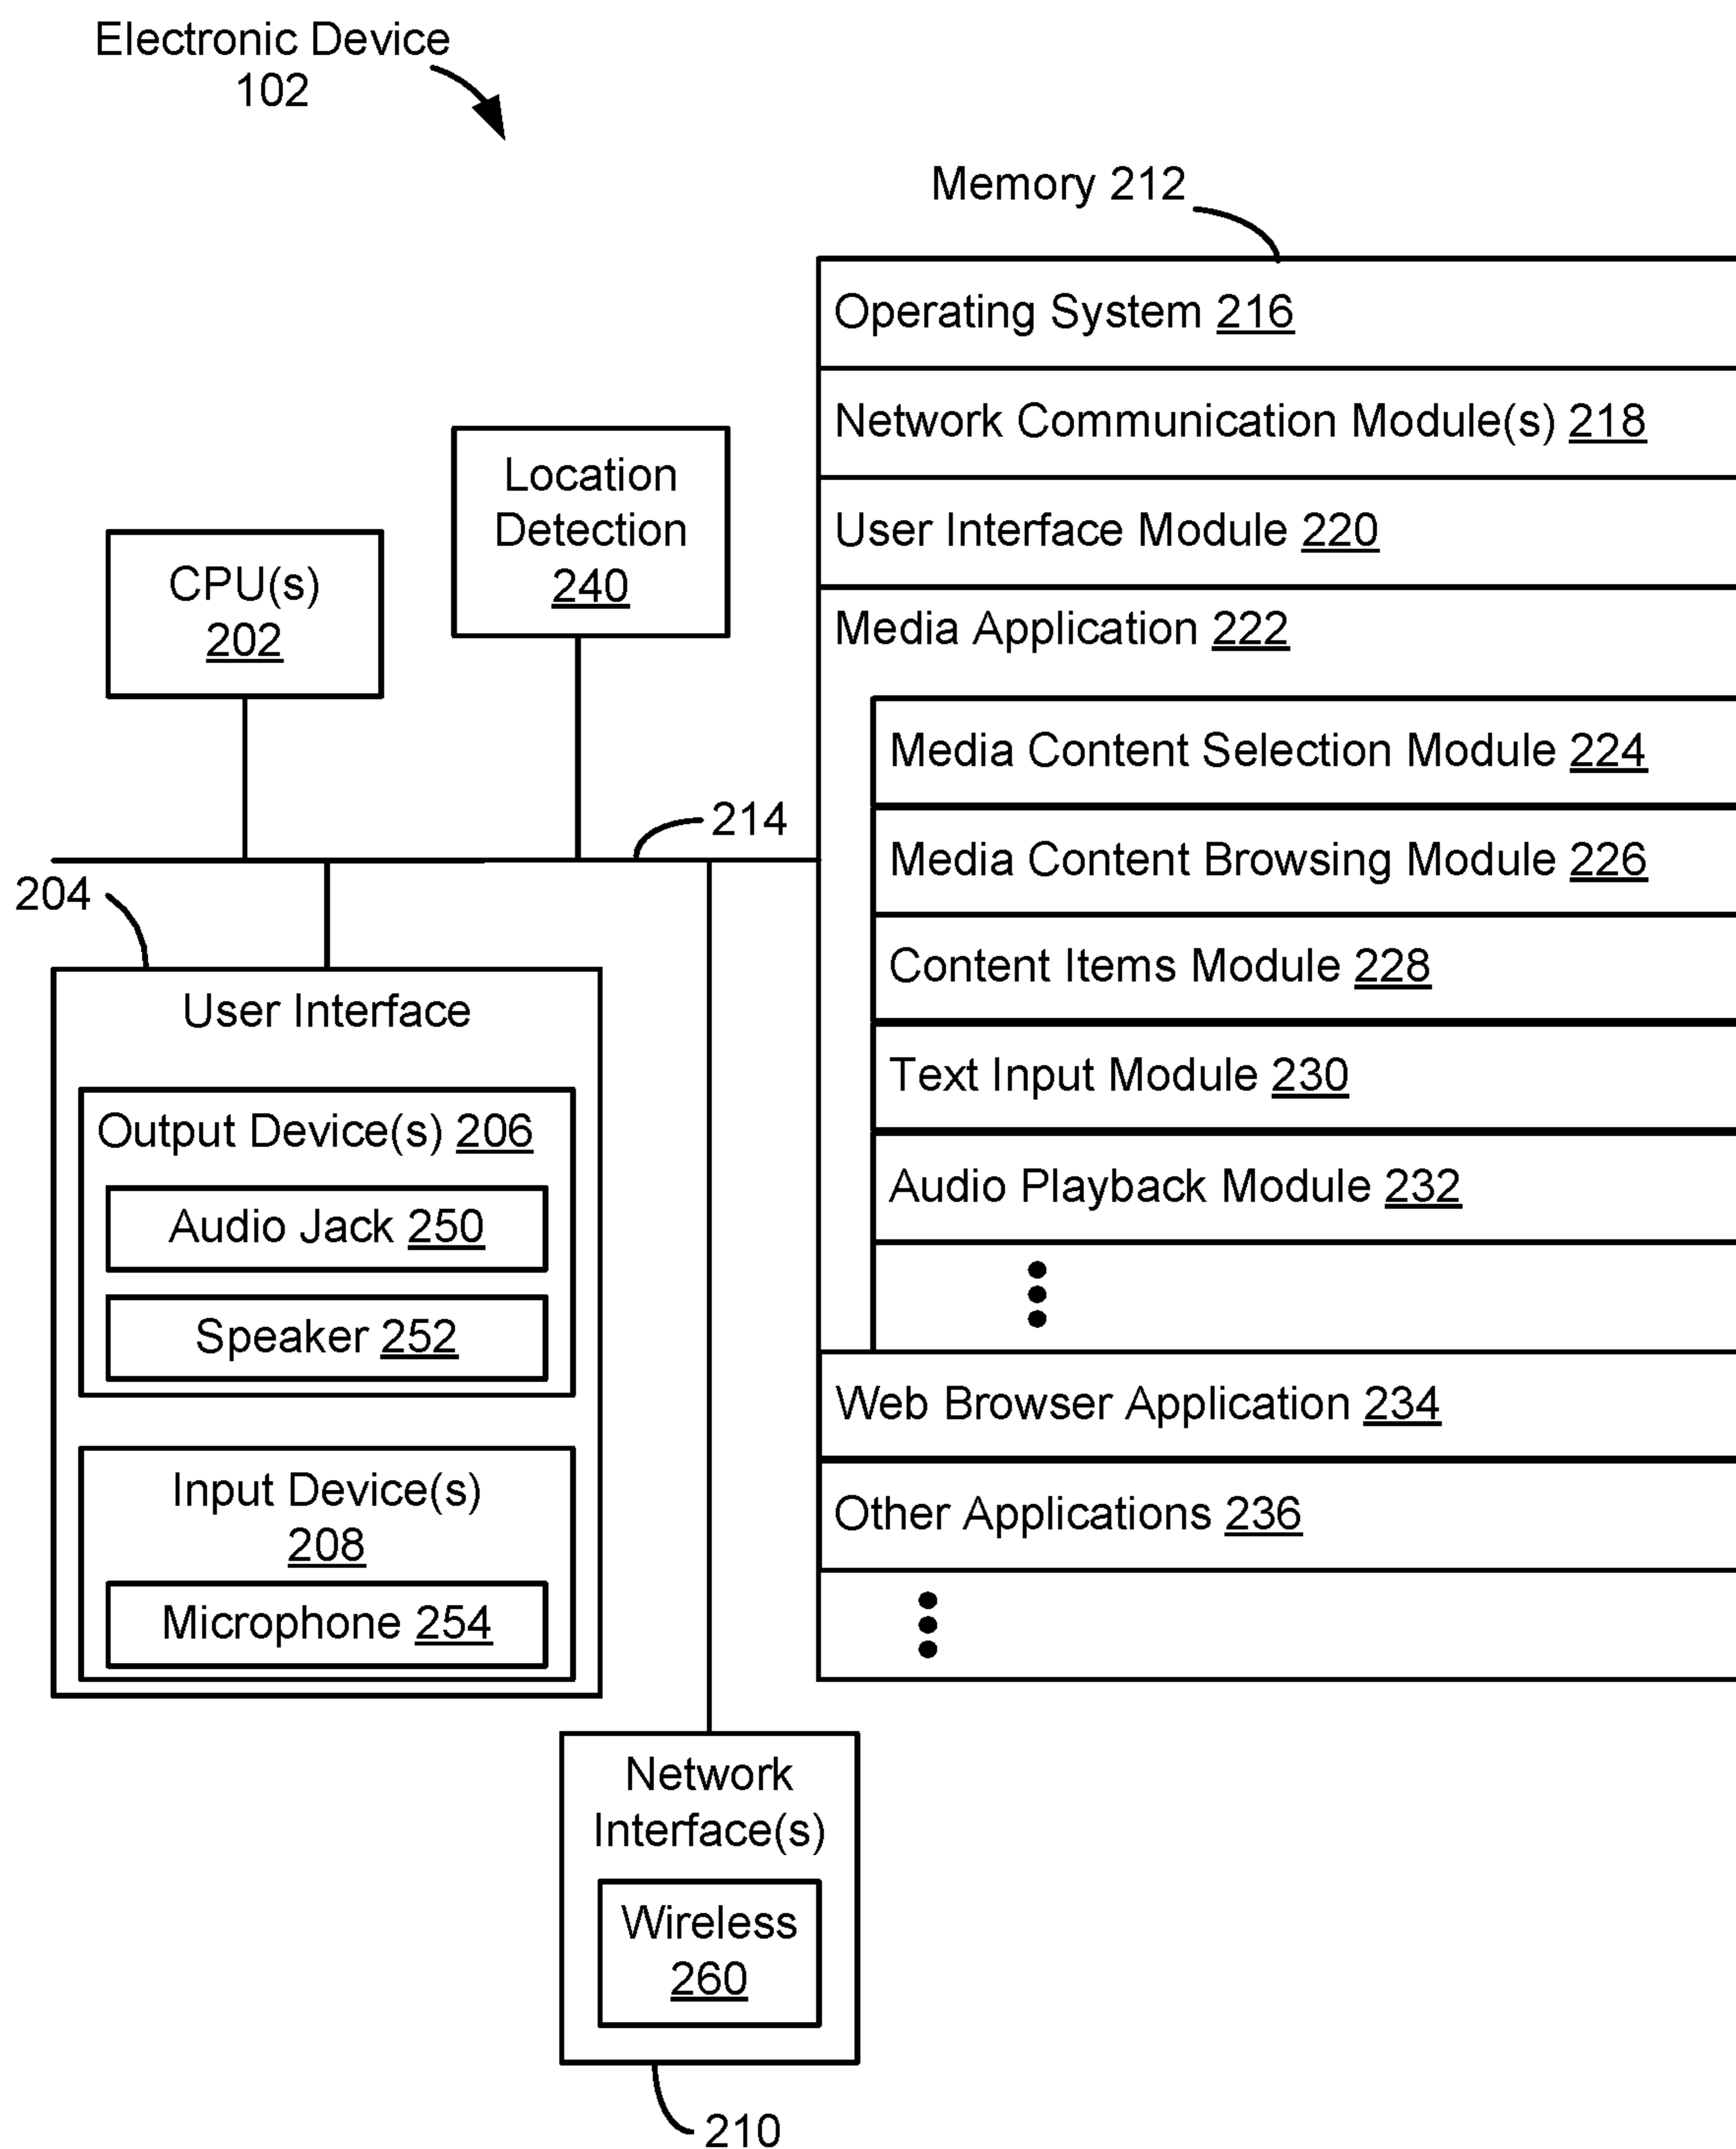 Electronic Device
102
Memory 212
Operating System 216
Network Communication Module(s) 218
User Interface Module 220
Media Application 222
Media Content Selection Module 224
Media Content Browsing Module 226
Content Items Module 228
Text Input Module 230
Audio Playback Module 232
Web Browser Application 234
Other Applications 236
Location
Detection
240
CPU(s)
202
214
204
User Interface
Output Device(s) 206
Audio Jack 250
Speaker 252
Input Device(s)
208
Microphone 254
Network
Interface(s)
Wireless
260
210